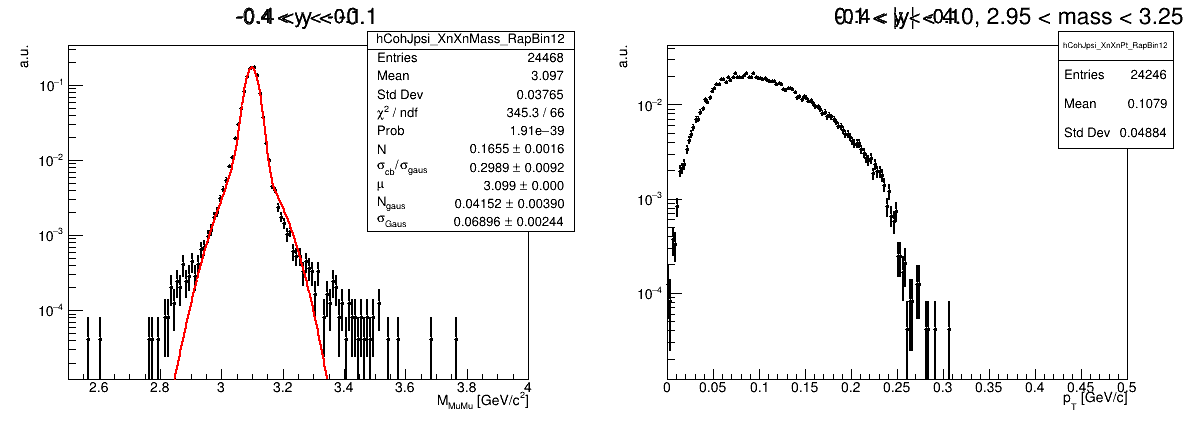 a.u.
hCohJpsi_XnXnMass_RapBin12
Entries 24468
Mean 3.097
Std Dev 0.03765
χ² / ndf 345.3 / 66
Prob 1.91e−39
N 0.1655 ± 0.0016
σcb/σgaus 0.2989 ± 0.0092
μ 3.099 ± 0.000
Ngaus 0.04152 ± 0.00390
σGaus 0.06896 ± 0.00244
10⁻¹
10⁻²
10⁻³
10⁻⁴
2.6 2.8 3 3.2 3.4 3.6 3.8 4
MMuMu [GeV/c²]
, 2.95 < mass < 3.25
a.u.
hCohJpsi_XnXnPt_RapBin12
Entries 24246
Mean 0.1079
Std Dev 0.04884
10⁻²
10⁻³
10⁻⁴
0 0.05 0.1 0.15 0.2 0.25 0.3 0.35 0.4 0.45 0.5
pT [GeV/c]